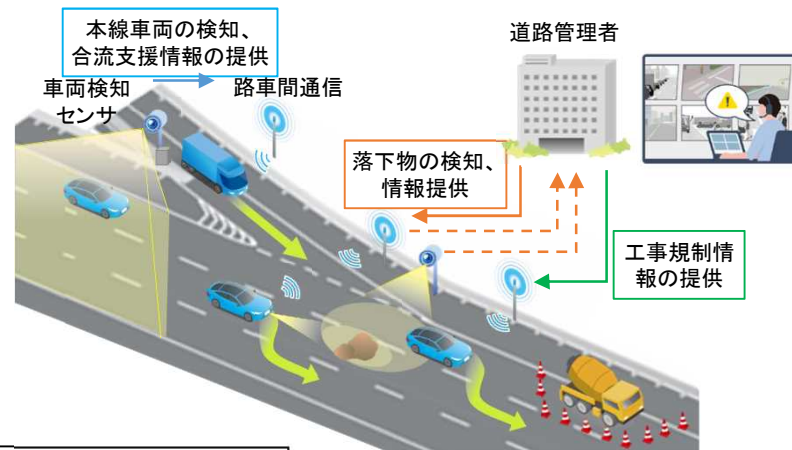 本線車両の検知、
合流支援情報の提供
車両検知
センサ
路車間通信
道路管理者
落下物の検知、
情報提供
工事規制情
報の提供